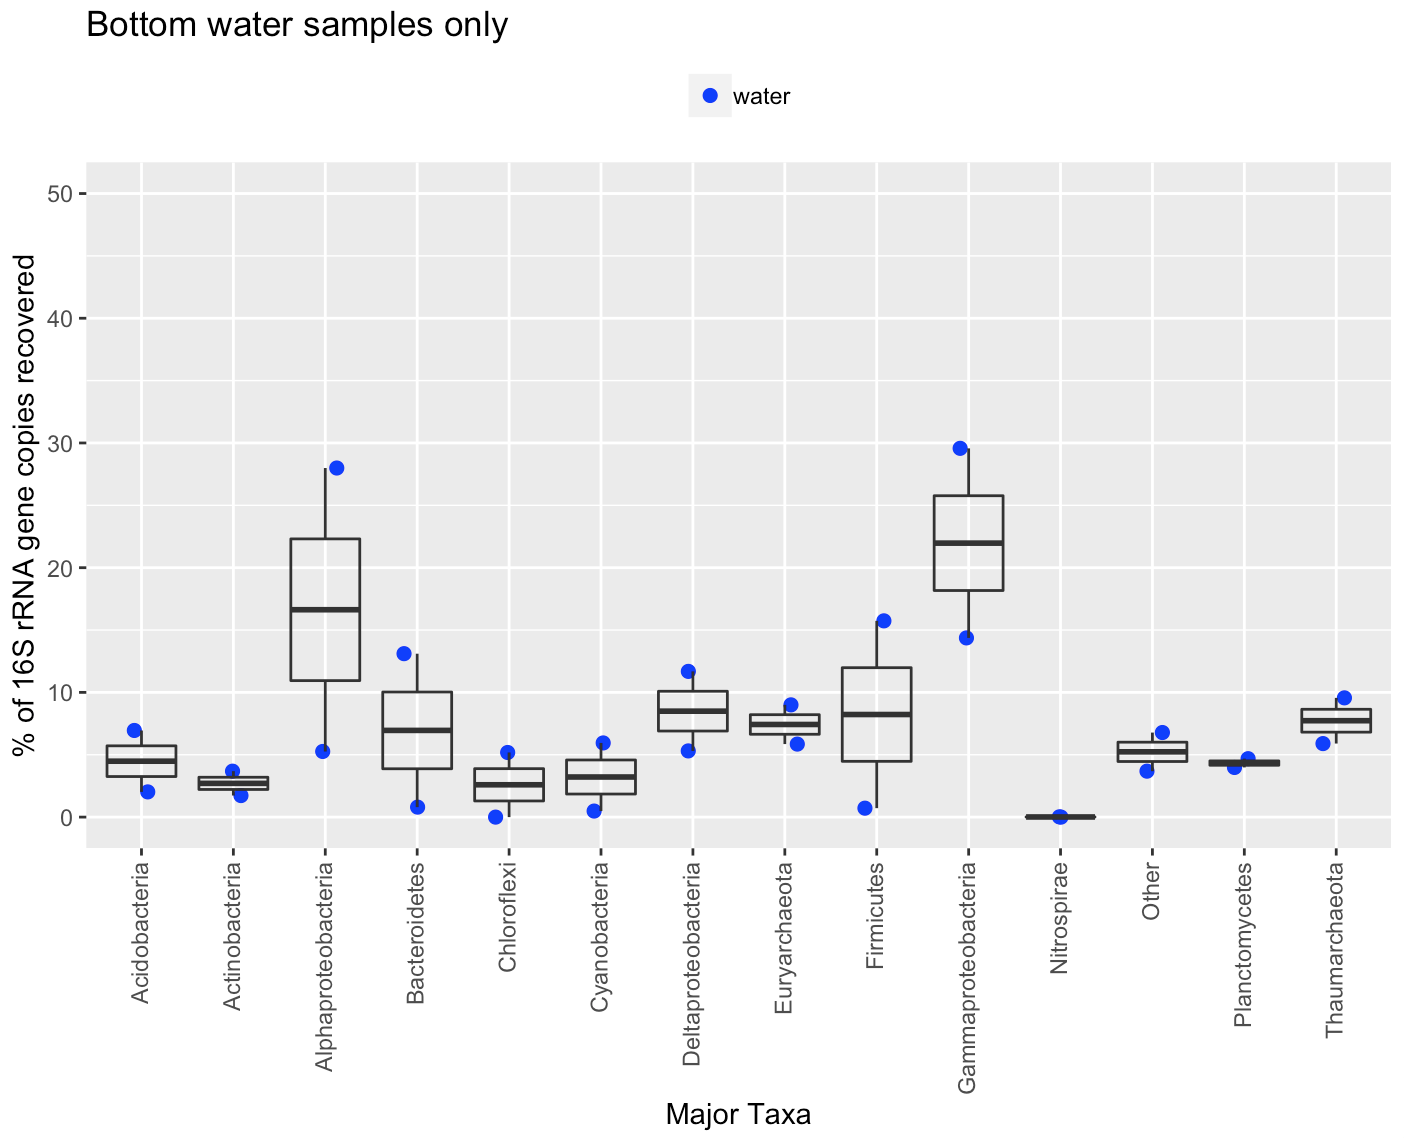 Bottom water samples only
water
% of 16S rRNA gene copies recovered
50
40
30
20
10
0
Acidobacteria
Actinobacteria
Alphaproteobacteria
Bacteroidetes
Chloroflexi
Cyanobacteria
Deltaproteobacteria
Euryarchaeota
Firmicutes
Gammaproteobacteria
Nitrospirae
Other
Planctomycetes
Thaumarchaeota
Major Taxa